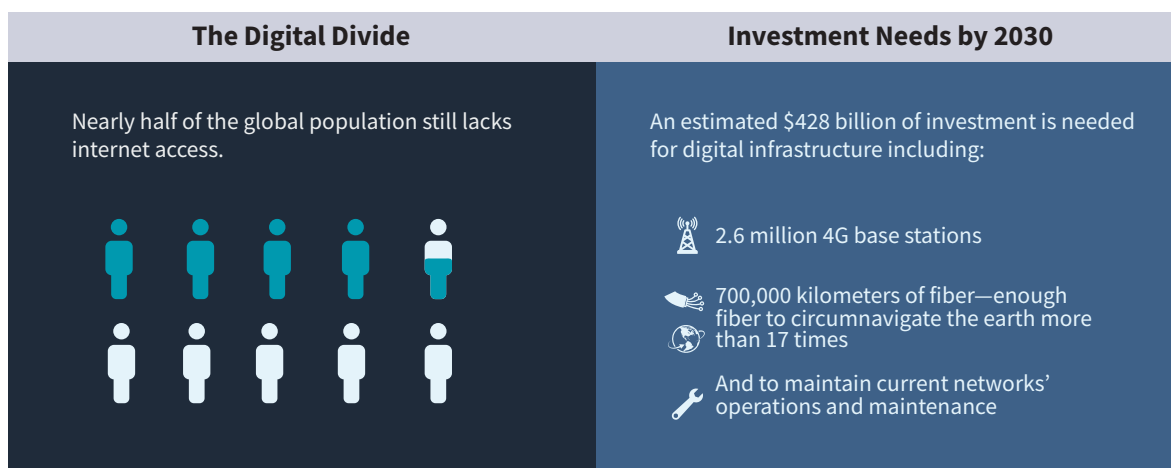 The Digital Divide
Nearly half of the global population still lacks
internet access.
Investment Needs by 2030
An estimated $428 billion of investment is needed
for digital infrastructure including:
2.6 million 4G base stations
700,000 kilometers of fiber—enough
fiber to circumnavigate the earth more
than 17 times
And to maintain current networks’
operations and maintenance